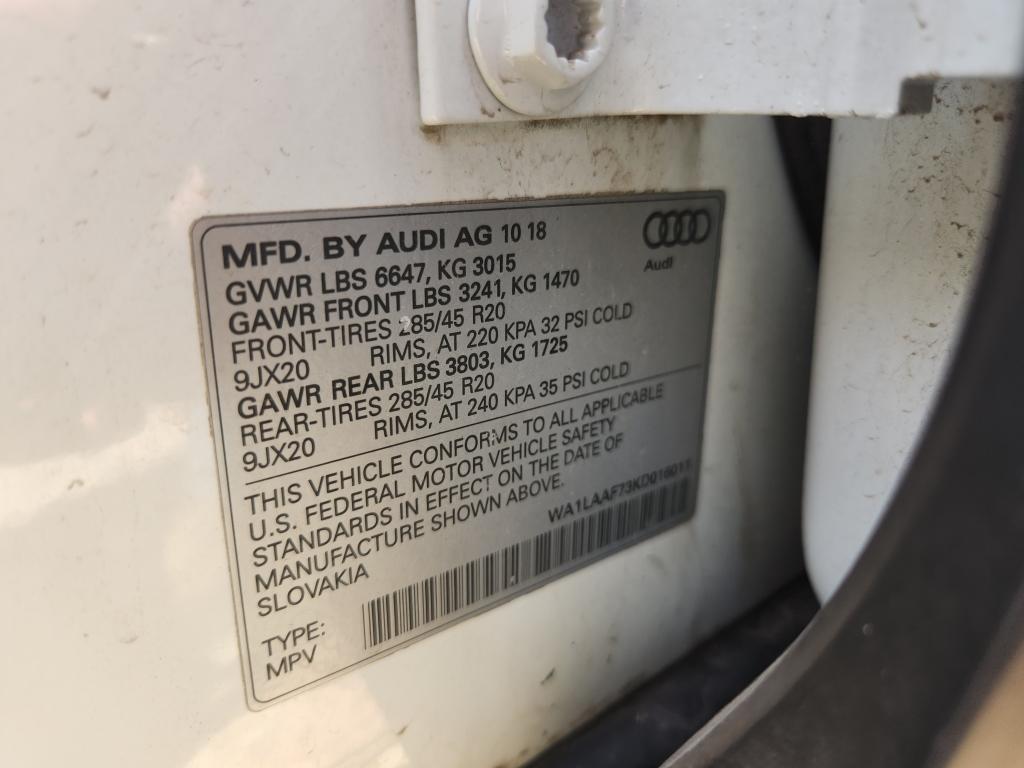 MFD. BY AUDI AG 10 18
Audi
GVWR LBS 6647, KG 3015
GAWR FRONT LBS 3241, KG 1470
FRONT-TIRES 285/45 R20
9JX20 RIMS, AT 220 KPA 32 PSI COLD
GAWR REAR LBS 3803, KG 1725
REAR-TIRES 285/45 R20
9JX20 RIMS, AT 240 KPA 35 PSI COLD
THIS VEHICLE CONFORMS TO ALL APPLICABLE
U.S. FEDERAL MOTOR VEHICLE SAFETY
STANDARDS IN EFFECT ON THE DATE OF
MANUFACTURE SHOWN ABOVE.
SLOVAKIA
WA1LAAF73KD016011
TYPE:
MPV